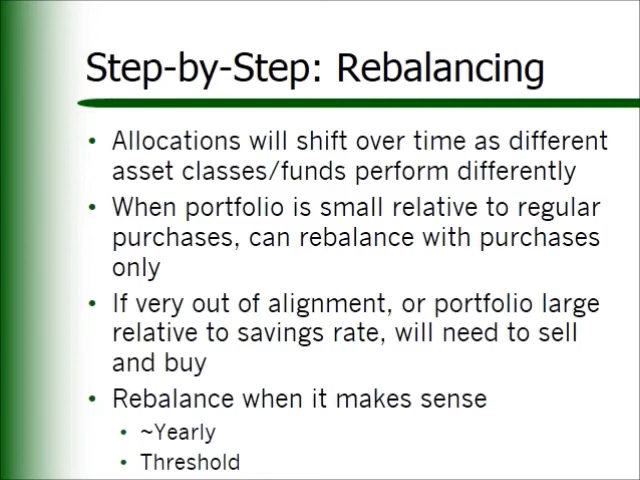 Step-by-Step: Rebalancing
• Allocations will shift over time as different
asset classes/funds perform differently
• When portfolio is small relative to regular
purchases, can rebalance with purchases
only
• If very out of alignment, or portfolio large
relative to savings rate, will need to sell
and buy
• Rebalance when it makes sense
• ~Yearly
• Threshold